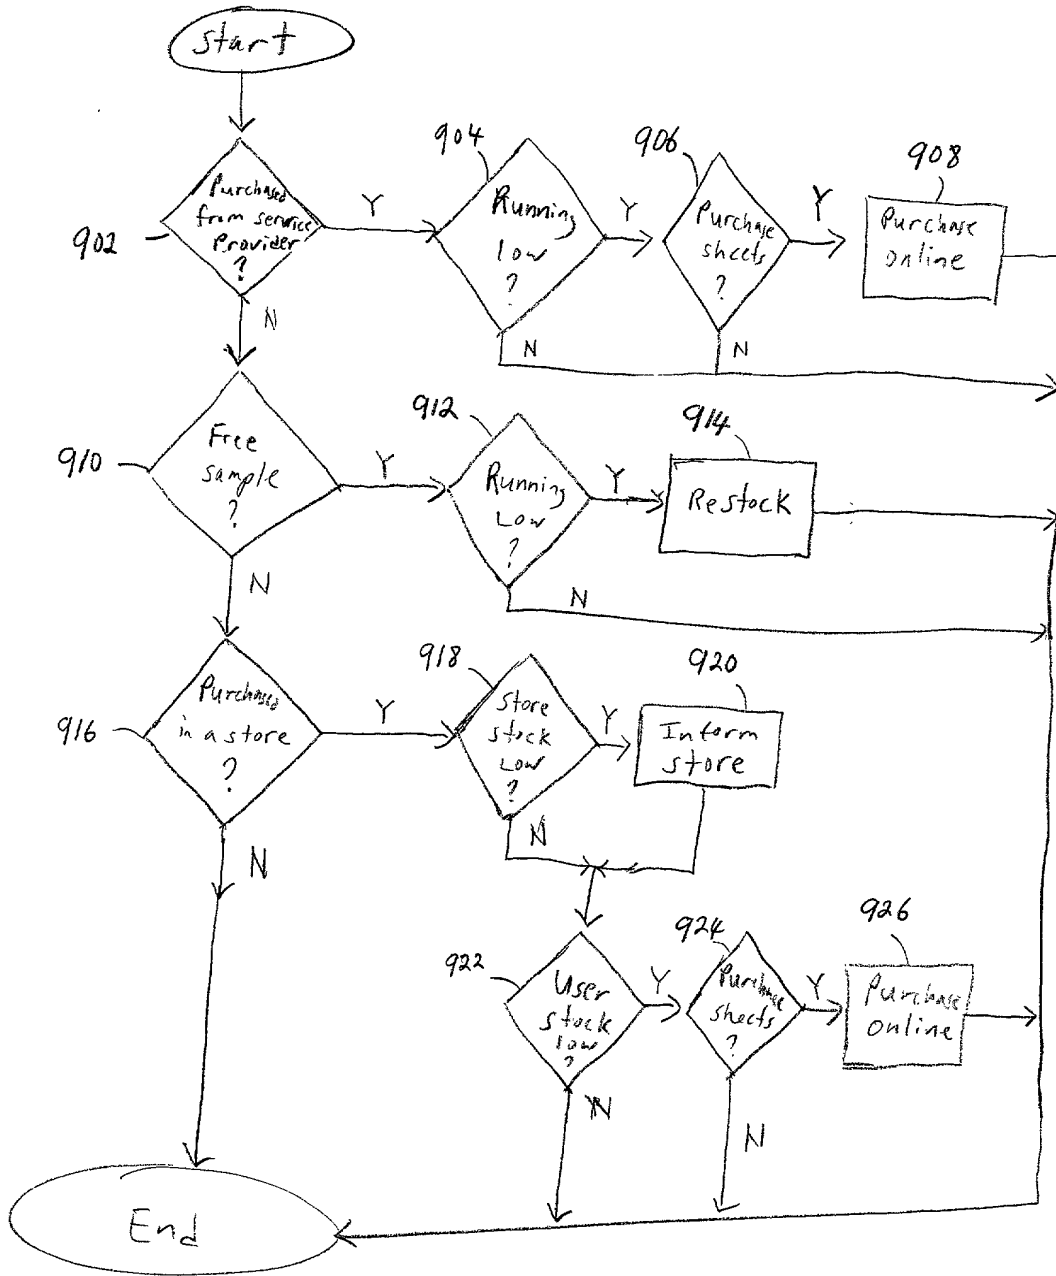 Start
904
906
908
Purchased
from service
Provider
?
902
Y
Running
low
?
Y
Purchase
sheets
?
Y
Purchase
online
N
N
N
910
Free
sample
?
Y
912
Running
Low
?
Y
914
Restock
N
N
916
Purchased
in a store
?
Y
918
Store
stock
Low
?
Y
920
Inform
store
N
N
922
User
stock
low
?
Y
924
Purchase
sheets
?
Y
926
Purchase
online
N
N
End